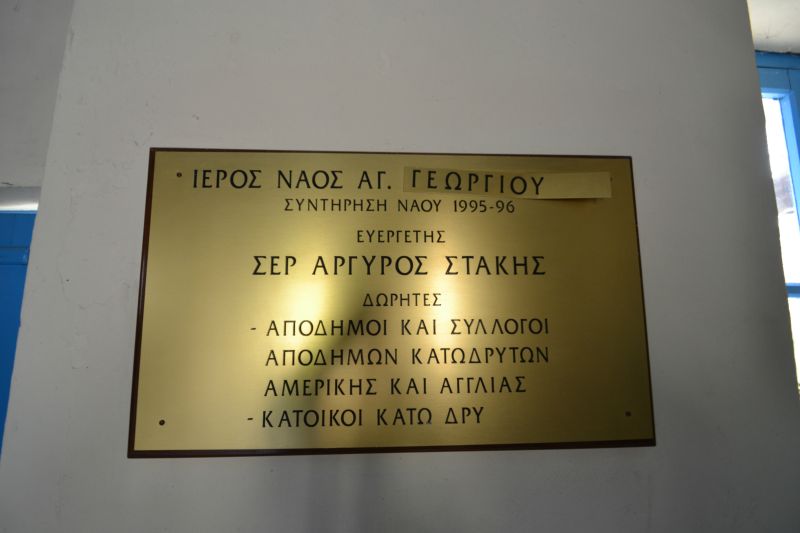 ΙΕΡΟΣ ΝΑΟΣ ΑΓ. ΓΕΩΡΓΙΟΥ
ΣΥΝΤΗΡΗΣΗ ΝΑΟΥ 1995-96
ΕΥΕΡΓΕΤΗΣ
ΣΕΡ ΑΡΓΥΡΟΣ ΣΤΑΚΗΣ
ΔΩΡΗΤΕΣ
- ΑΠΟΔΗΜΟΙ ΚΑΙ ΣΥΛΛΟΓΟΙ
ΑΠΟΔΗΜΩΝ ΚΑΤΩΔΡΥΤΩΝ
ΑΜΕΡΙΚΗΣ ΚΑΙ ΑΓΓΛΙΑΣ
- ΚΑΤΟΙΚΟΙ ΚΑΤΩ ΔΡΥ